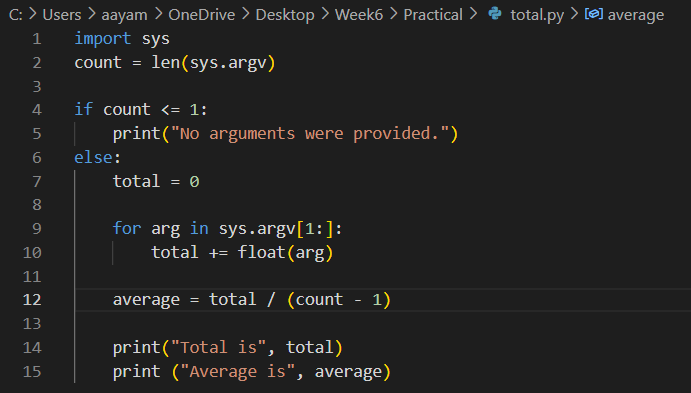 C: > Users > aayam > OneDrive > Desktop > Week6 > Practical > total.py > average
1 import sys
2 count = len(sys.argv)
3
4 if count <= 1:
5     print("No arguments were provided.")
6 else:
7     total = 0
8
9     for arg in sys.argv[1:]:
10         total += float(arg)
11
12     average = total / (count - 1)
13
14     print("Total is", total)
15     print ("Average is", average)